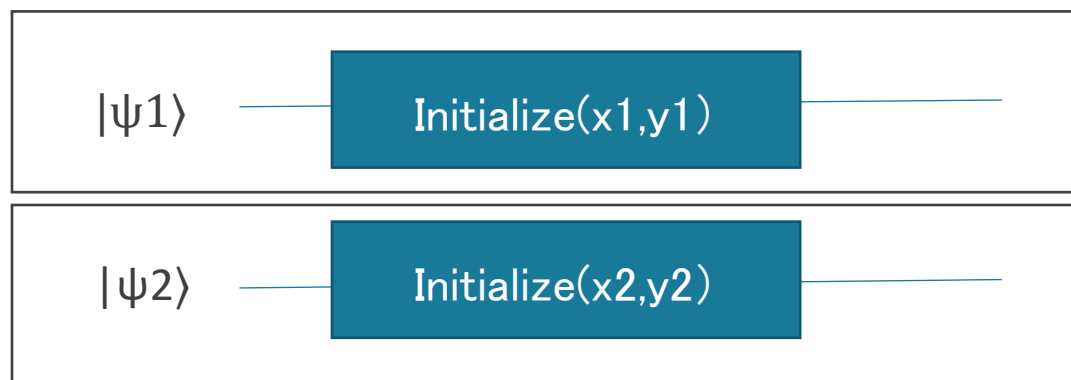 |ψ1⟩ Initialize(x1,y1)
|ψ2⟩ Initialize(x2,y2)